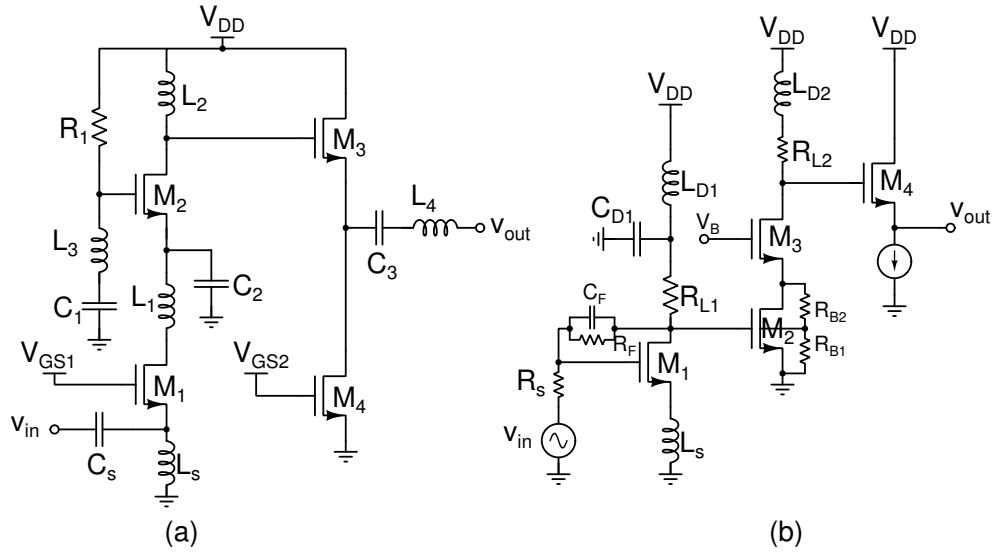 V_DD
L_2
R_1
M_3
M_2
L_4
v_out
L_3
C_3
C_1
L_1
C_2
V_GS1
V_GS2
M_1
M_4
v_in
C_s
L_s
(a)
V_DD
V_DD
V_DD
L_D2
R_L2
L_D1
M_4
C_D1
V_B
v_out
M_3
R_L1
C_F
R_F
M_2
R_B2
R_B1
M_1
R_s
v_in
L_s
(b)